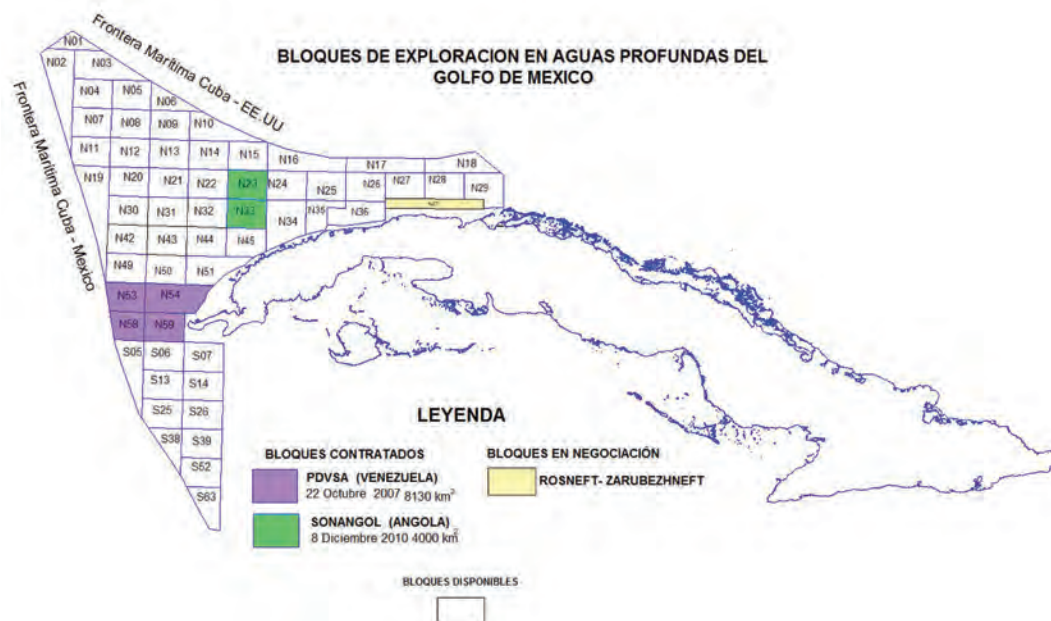 BLOQUES DE EXPLORACION EN AGUAS PROFUNDAS DEL
GOLFO DE MEXICO
Frontera Marítima Cuba - EE.UU
Frontera Marítima Cuba - Mexico
N01
N02
N03
N04
N05
N06
N07
N08
N09
N10
N11
N12
N13
N14
N15
N16
N17
N18
N19
N20
N21
N22
N23
N24
N25
N26
N27
N28
N29
N30
N31
N32
N33
N34
N35
N36
N42
N43
N44
N45
N49
N50
N51
N53
N54
N58
N59
S05
S06
S07
S13
S14
S25
S26
S38
S39
S52
S63
LEYENDA
BLOQUES CONTRATADOS
PDVSA (VENEZUELA)
22 Octubre 2007 8130 km²
SONANGOL (ANGOLA)
8 Diciembre 2010 4000 km²
BLOQUES EN NEGOCIACIÓN
ROSNEFT- ZARUBEZHNEFT
BLOQUES DISPONIBLES